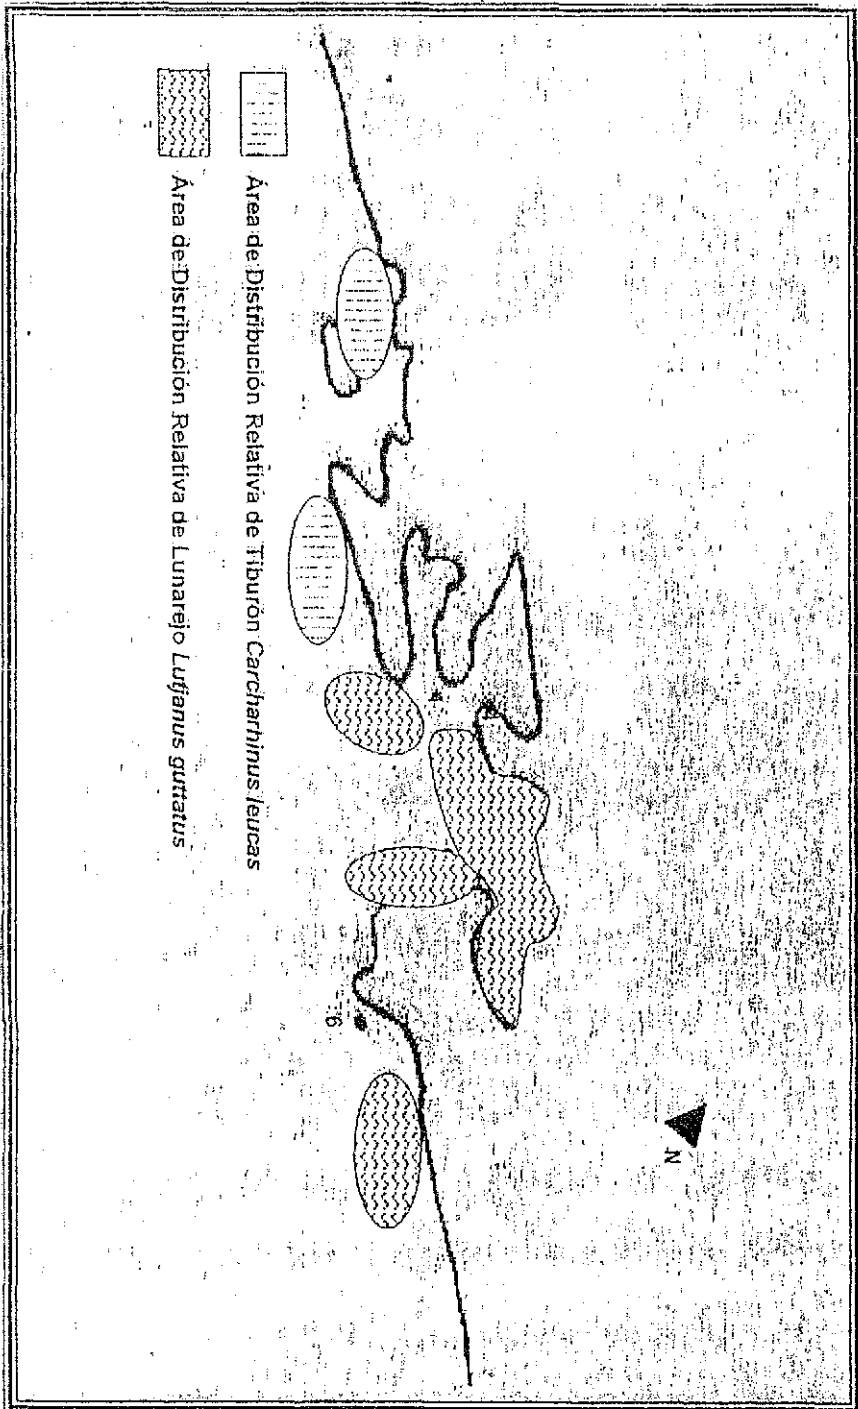 Área de Distribución Relativa de Tiburón Carcharhinus leucas
Área de Distribución Relativa de Lunarejo Lutjanus guttatus
N